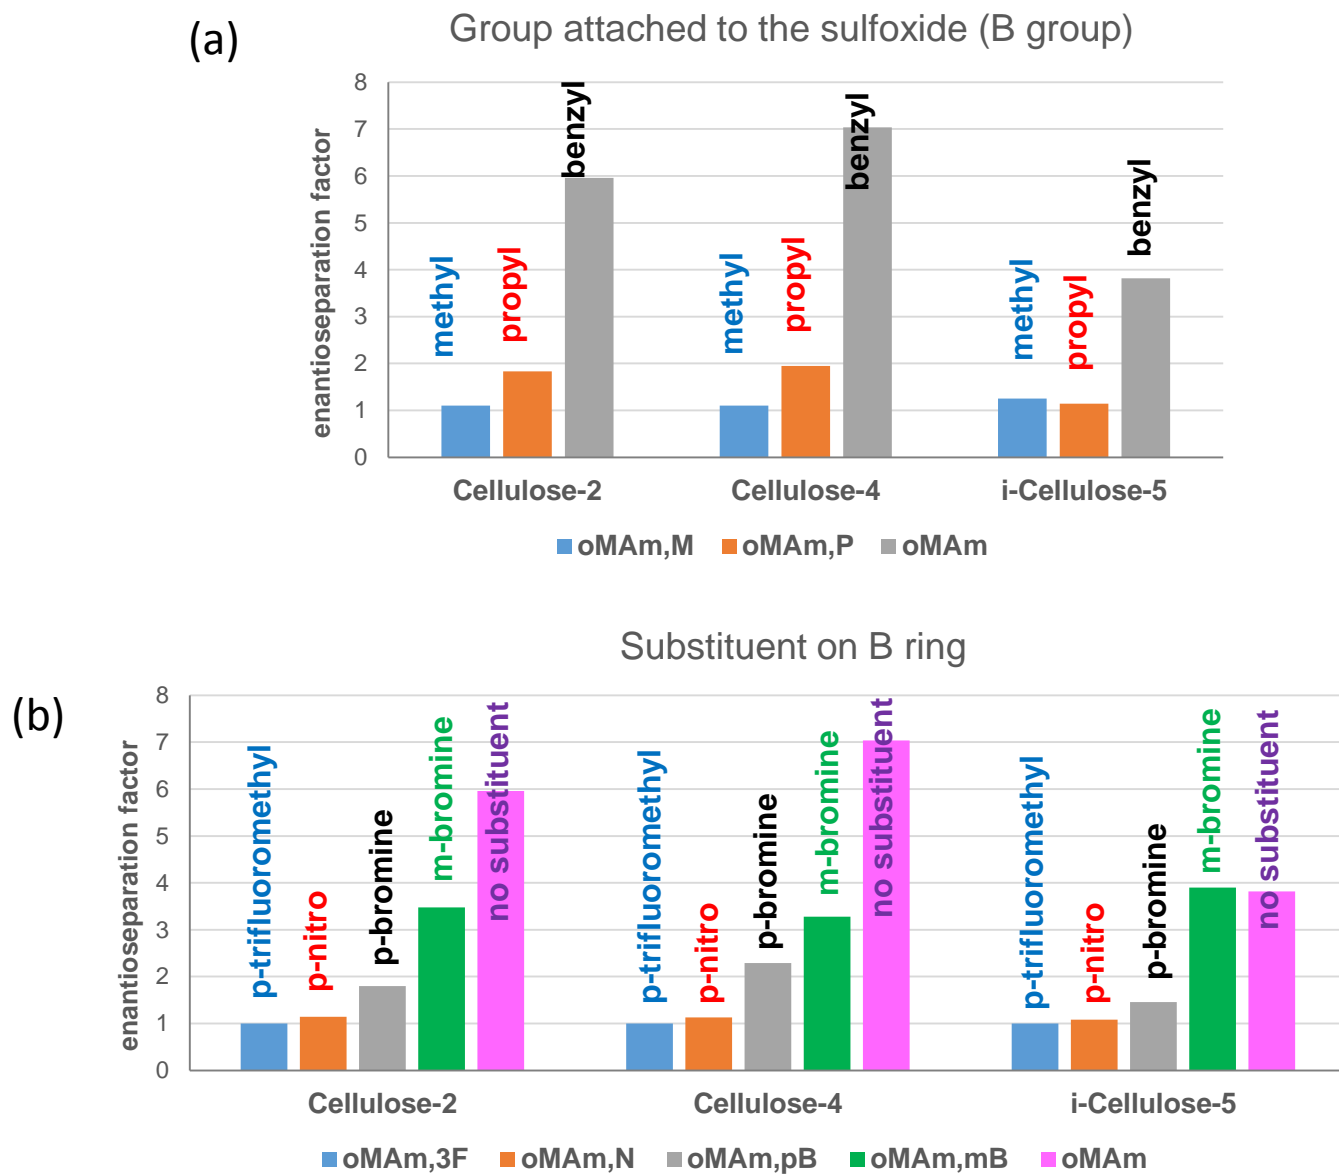 (a)
Group attached to the sulfoxide (B group)
enantioseparation factor
8
7
6
5
4
3
2
1
0
methyl
propyl
benzyl
methyl
propyl
benzyl
methyl
propyl
benzyl
Cellulose-2 Cellulose-4 i-Cellulose-5
oMAm,M oMAm,P oMAm
Substituent on B ring
(b)
enantioseparation factor
8
7
6
5
4
3
2
1
0
p-trifluoromethyl
p-nitro
p-bromine
m-bromine
no substituent
p-trifluoromethyl
p-nitro
p-bromine
m-bromine
no substituent
p-trifluoromethyl
p-nitro
p-bromine
m-bromine
no substituent
Cellulose-2 Cellulose-4 i-Cellulose-5
oMAm,3F oMAm,N oMAm,pB oMAm,mB oMAm